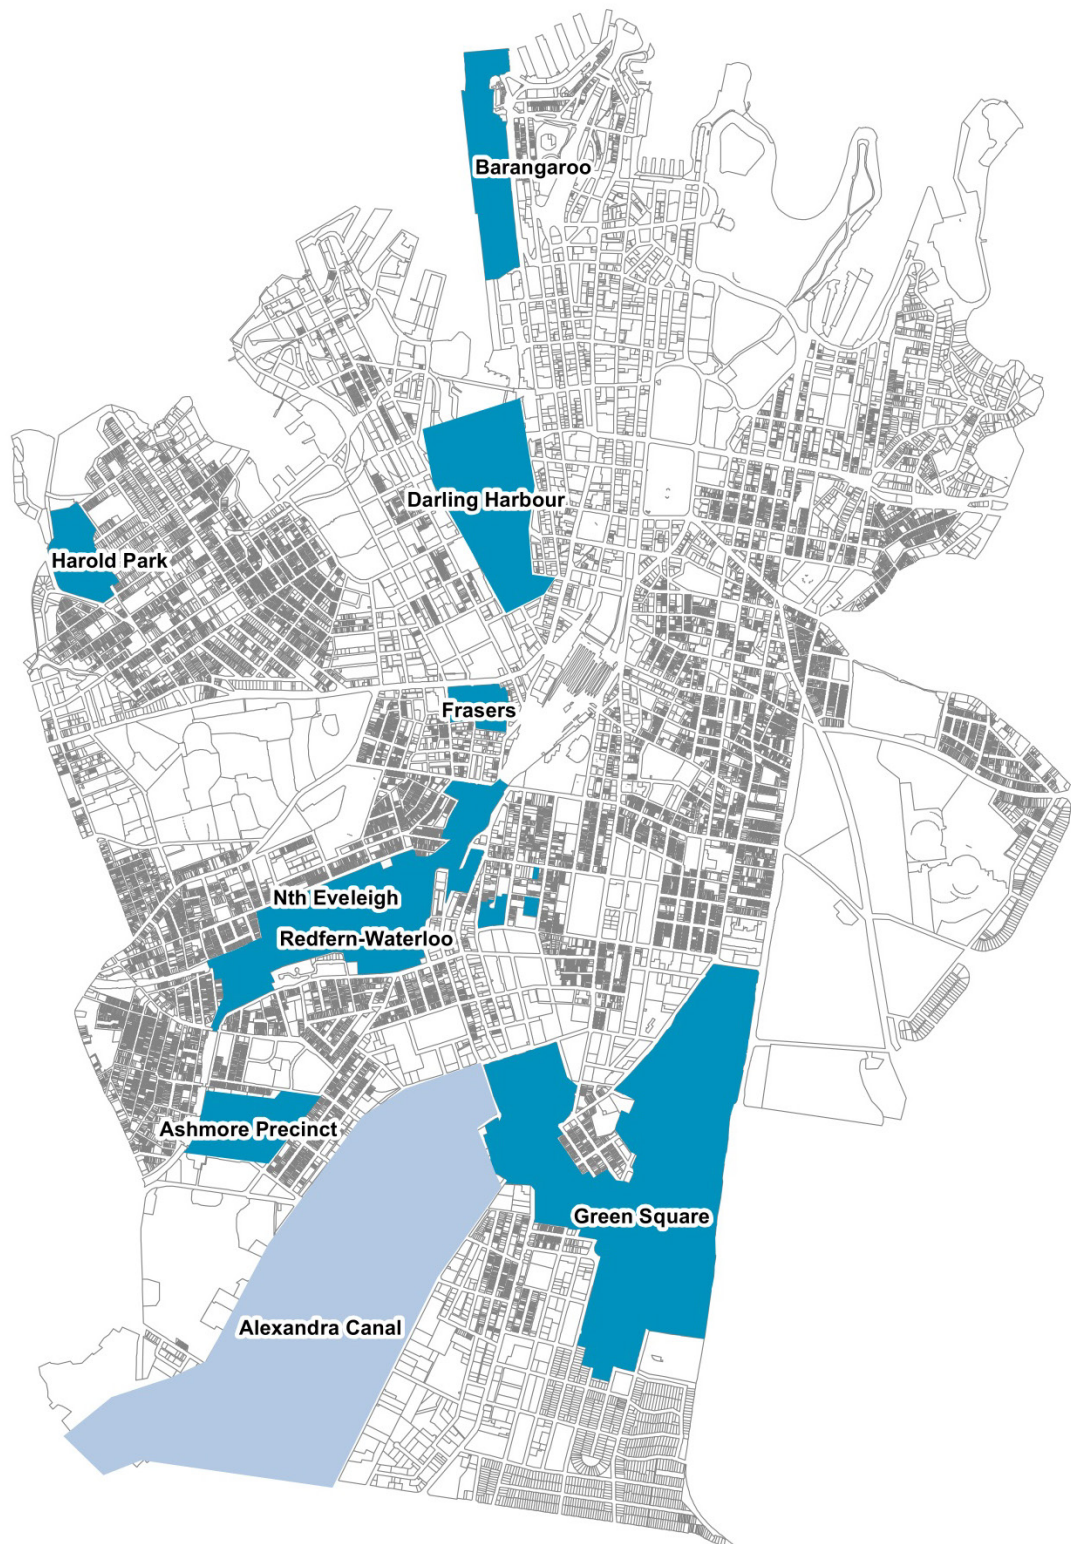 Barangaroo
Darling Harbour
Harold Park
Frasers
Nth Eveleigh
Redfern-Waterloo
Ashmore Precinct
Green Square
Alexandra Canal